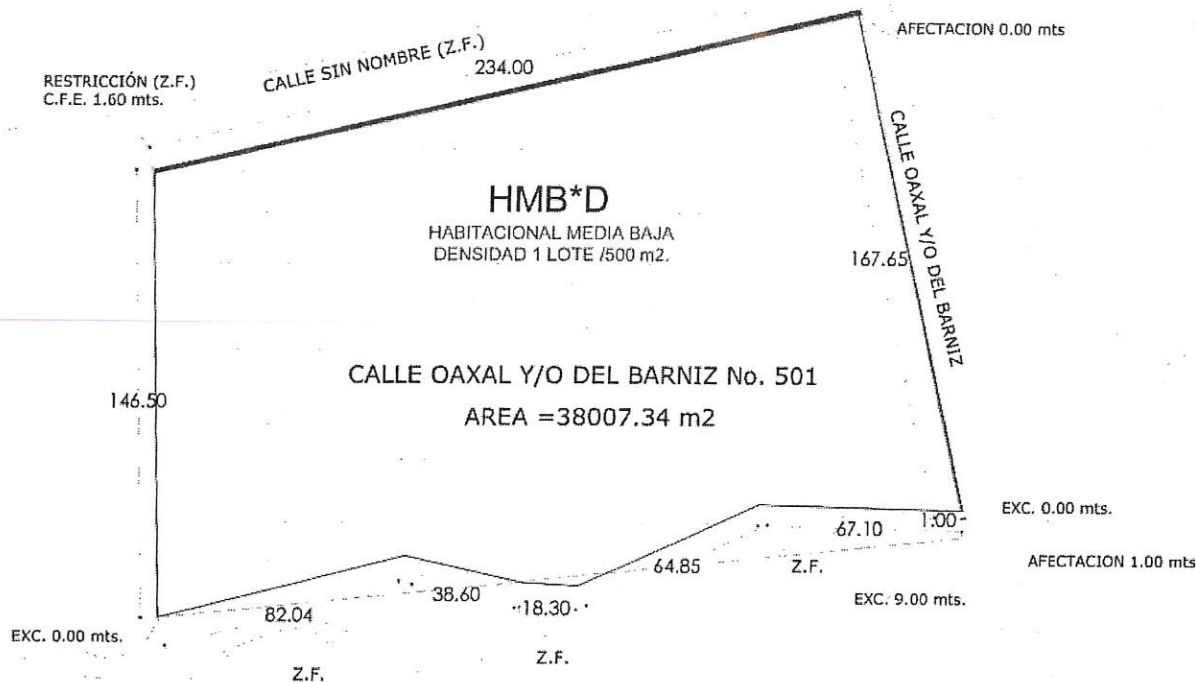 AFECTACION 0.00 mts
CALLE SIN NOMBRE (Z.F.)
234.00
RESTRICCIÓN (Z.F.)
C.F.E. 1.60 mts.
CALLE OAXAL Y/O DEL BARNIZ
HMB*D
HABITACIONAL MEDIA BAJA
DENSIDAD 1 LOTE /500 m2.
167.65
CALLE OAXAL Y/O DEL BARNIZ No. 501
146.50
AREA =38007.34 m2
EXC. 0.00 mts.
1.00
67.10
64.85
Z.F.
AFECTACION 1.00 mts
38.60
18.30
82.04
EXC. 9.00 mts.
EXC. 0.00 mts.
Z.F.
Z.F.